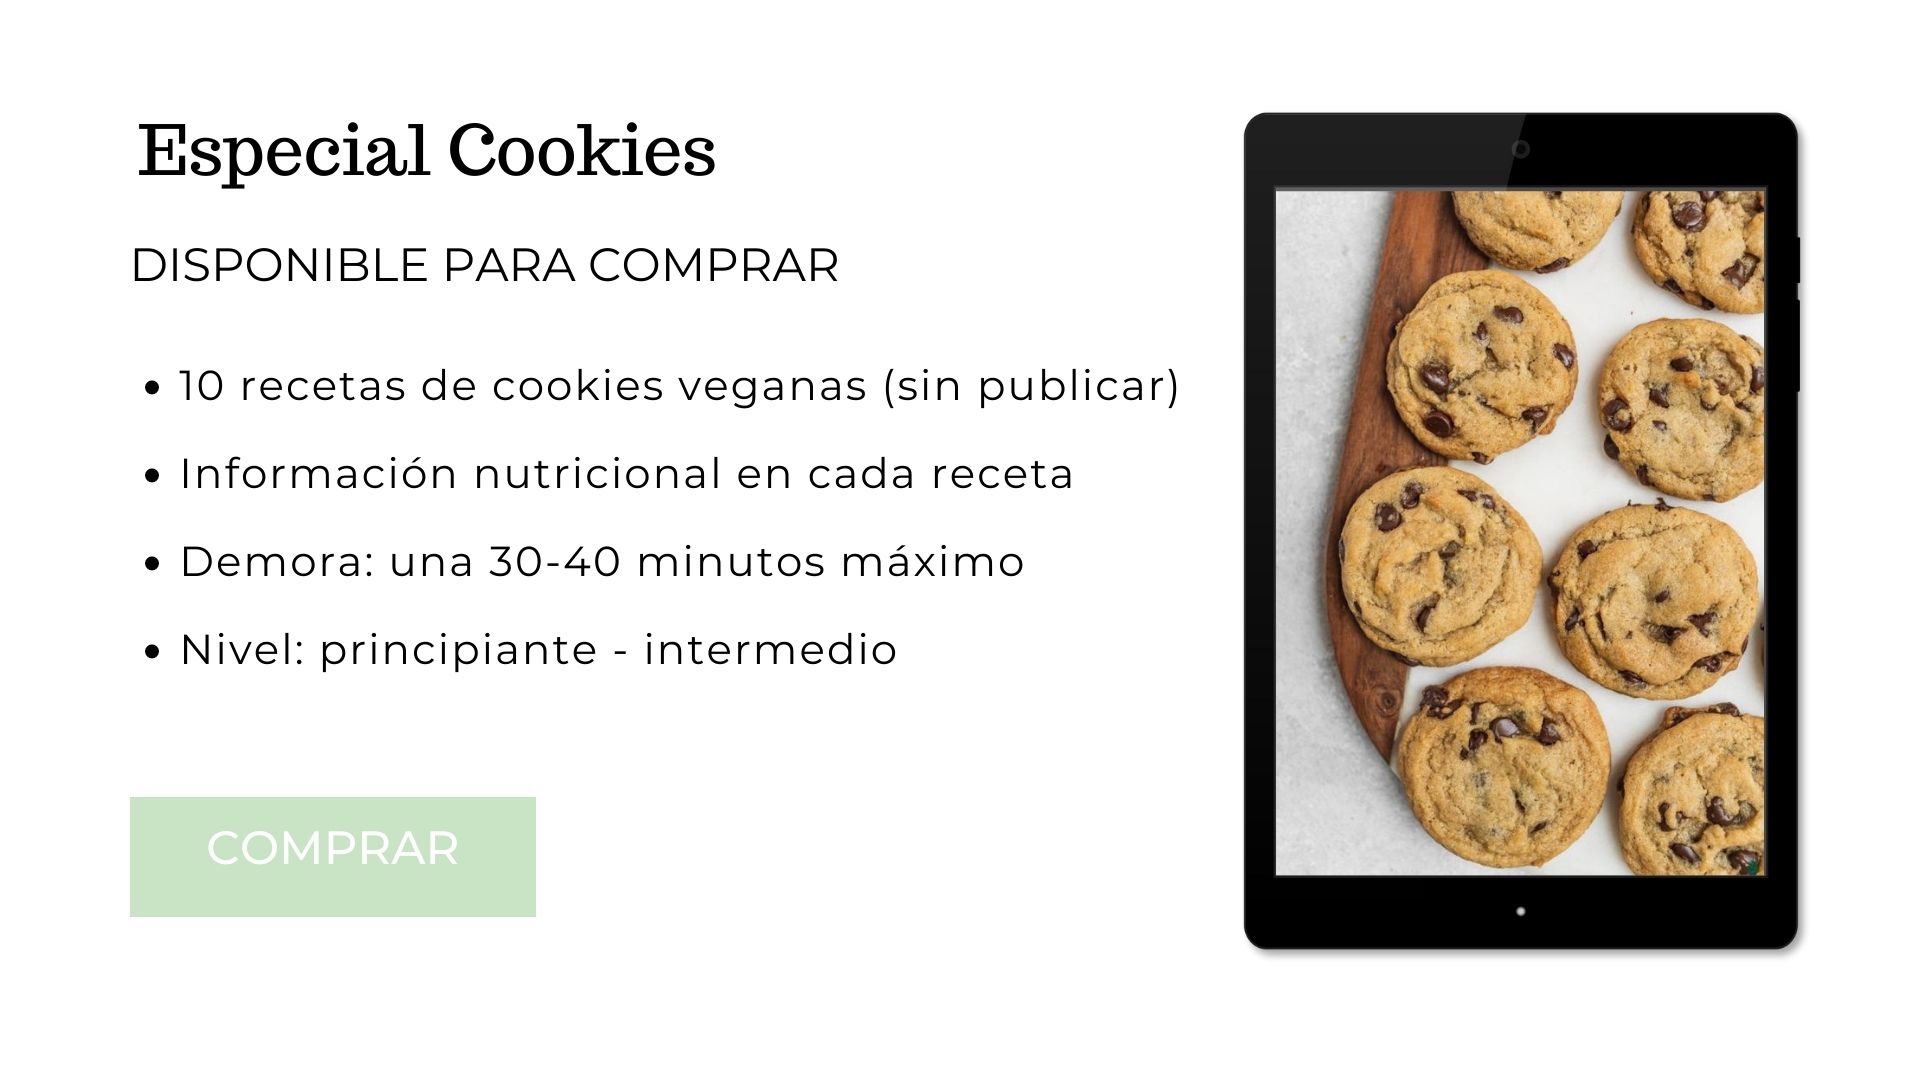 Especial Cookies
DISPONIBLE PARA COMPRAR
• 10 recetas de cookies veganas (sin publicar)
• Información nutricional en cada receta
• Demora: una 30-40 minutos máximo
• Nivel: principiante - intermedio
COMPRAR